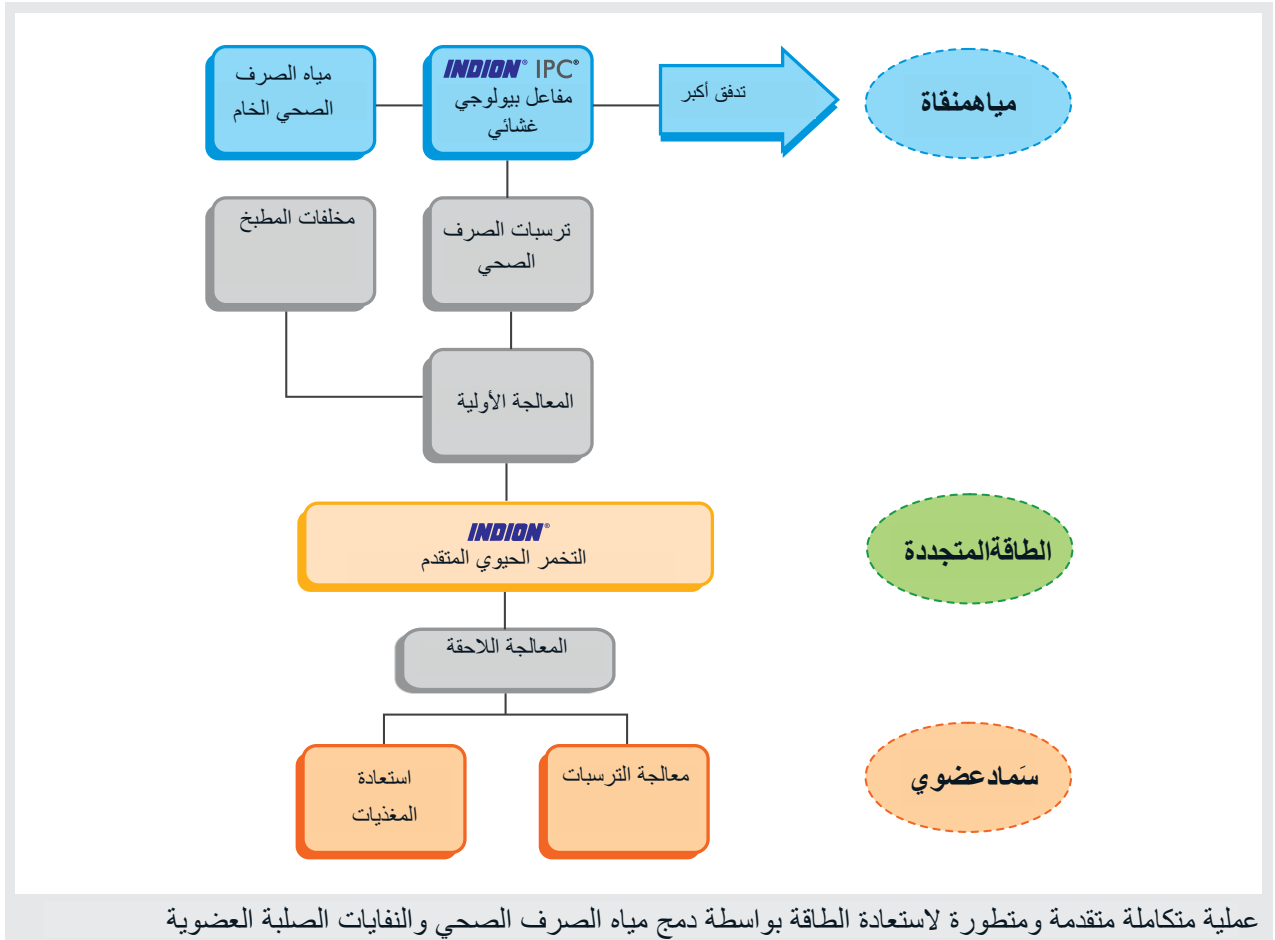 مياه الصرف
الصحي الخام
INDION® IPC®
مفاعل بيولوجي
غشائي
تدفق أكبر
مياهمنقاة
مخلفات المطبخ
ترسبات الصرف
الصحي
المعالجة الأولية
INDION®
التخمر الحيوي المتقدم
الطاقةالمتجددة
المعالجة اللاحقة
استعادة
المغذيات
معالجة الترسبات
سَمادعضوي
عملية متكاملة متقدمة ومتطورة لاستعادة الطاقة بواسطة دمج مياه الصرف الصحي والنفايات الصلبة العضوية